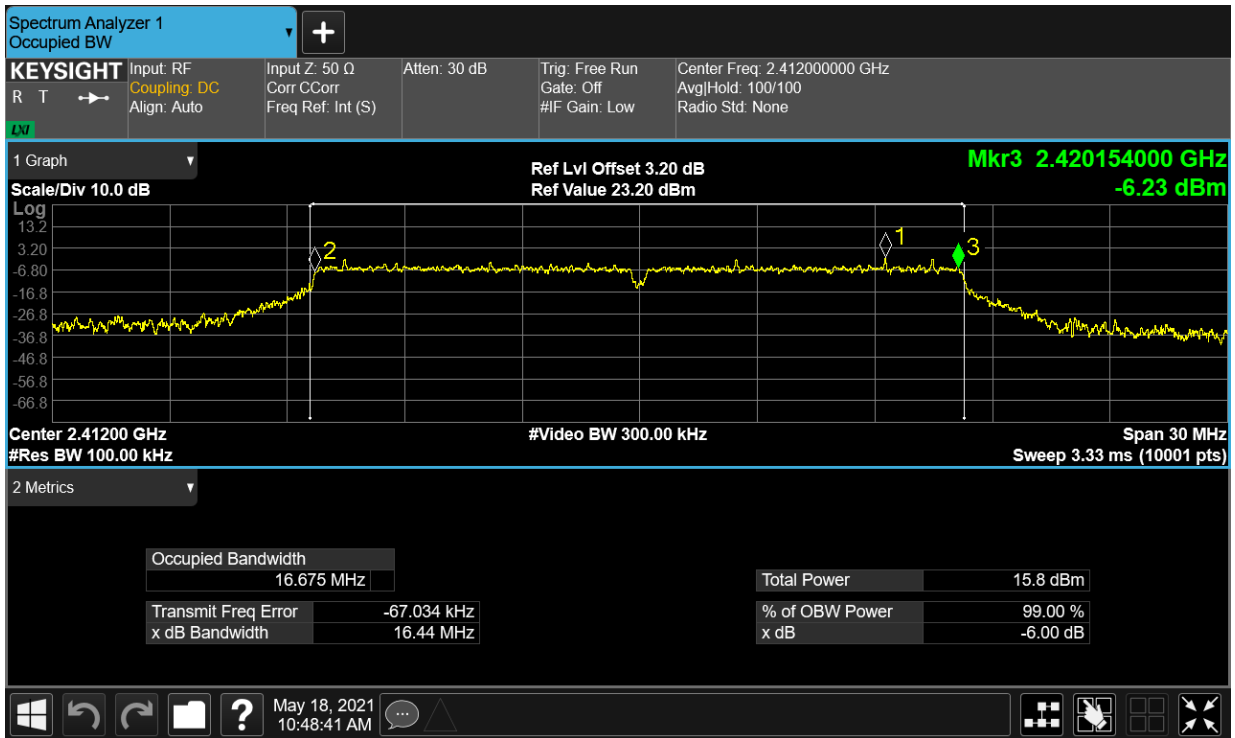 Spectrum Analyzer 1
Occupied BW
KEYSIGHT
R T
LXI
Input: RF
Coupling: DC
Align: Auto
Input Z: 50 Ω
Corr CCorr
Freq Ref: Int (S)
Atten: 30 dB
Trig: Free Run
Gate: Off
#IF Gain: Low
Center Freq: 2.412000000 GHz
Avg|Hold: 100/100
Radio Std: None
1 Graph
Scale/Div 10.0 dB
Ref Lvl Offset 3.20 dB
Ref Value 23.20 dBm
Mkr3 2.420154000 GHz
-6.23 dBm
Log
13.2
3.20
-6.80
-16.8
-26.8
-36.8
-46.8
-56.8
-66.8
2
1
3
Center 2.41200 GHz
#Video BW 300.00 kHz
Span 30 MHz
#Res BW 100.00 kHz
Sweep 3.33 ms (10001 pts)
2 Metrics
Occupied Bandwidth
16.675 MHz
Total Power 15.8 dBm
Transmit Freq Error -67.034 kHz
% of OBW Power 99.00 %
x dB Bandwidth 16.44 MHz
x dB -6.00 dB
?
May 18, 2021
10:48:41 AM